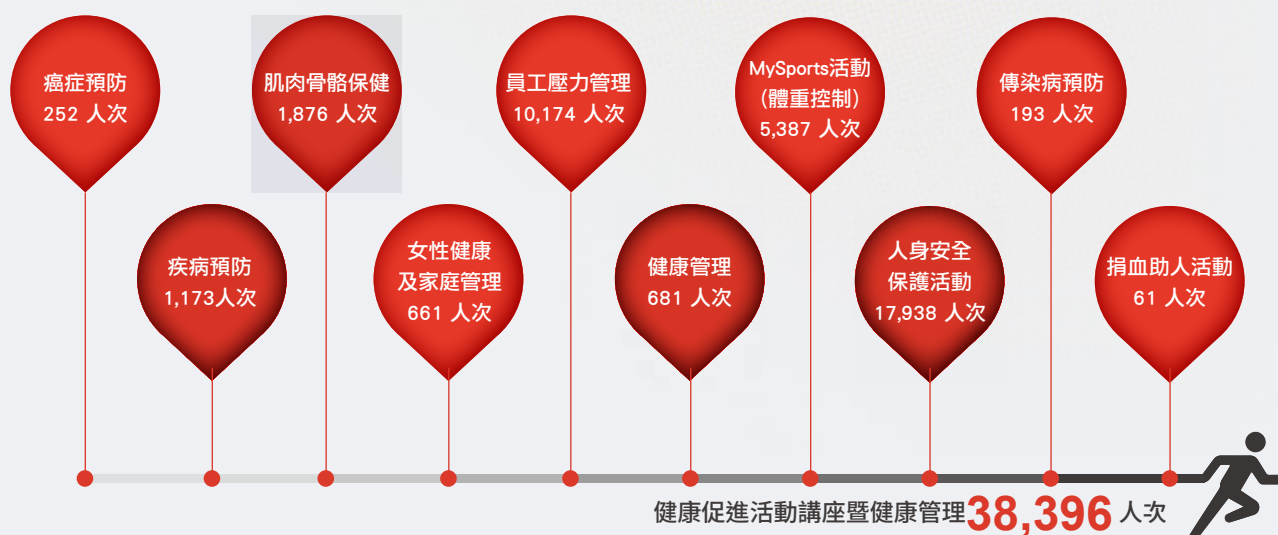 癌症預防
252 人次
疾病預防
1,173人次
肌肉骨骼保健
1,876 人次
女性健康
及家庭管理
661 人次
員工壓力管理
10,174 人次
健康管理
681 人次
MySports活動
（體重控制）
5,387 人次
人身安全
保護活動
17,938 人次
傳染病預防
193 人次
捐血助人活動
61 人次
健康促進活動講座暨健康管理38,396 人次